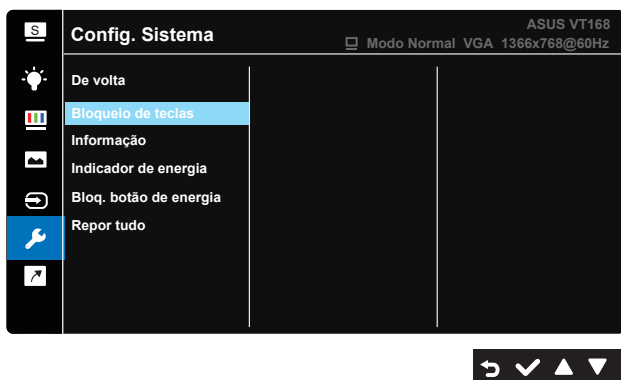 S
Config. Sistema
ASUS VT168
Modo Normal VGA 1366x768@60Hz
De volta
Bloqueio de teclas
Informação
Indicador de energia
Bloq. botão de energia
Repor tudo